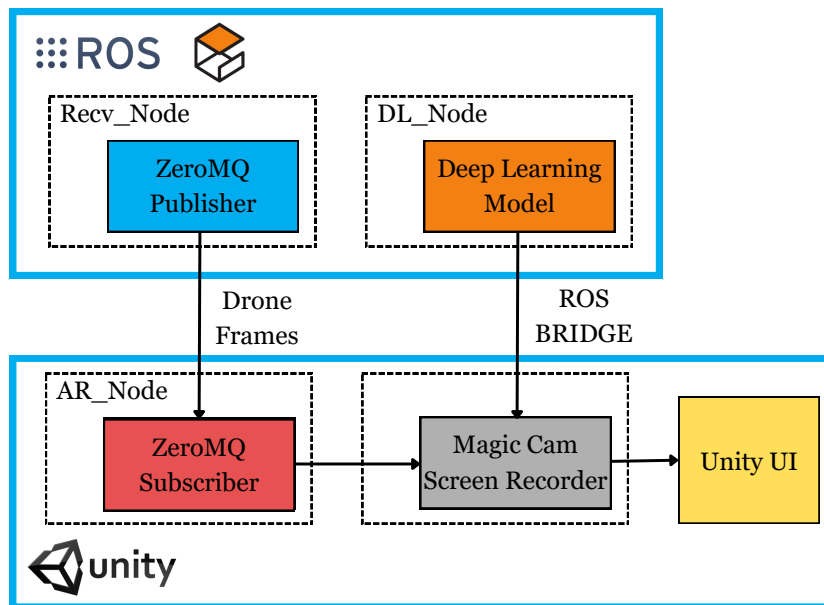 ROS
Recv_Node
DL_Node
ZeroMQ
Publisher
Deep Learning
Model
Drone
Frames
ROS
BRIDGE
AR_Node
ZeroMQ
Subscriber
Magic Cam
Screen Recorder
Unity UI
unity